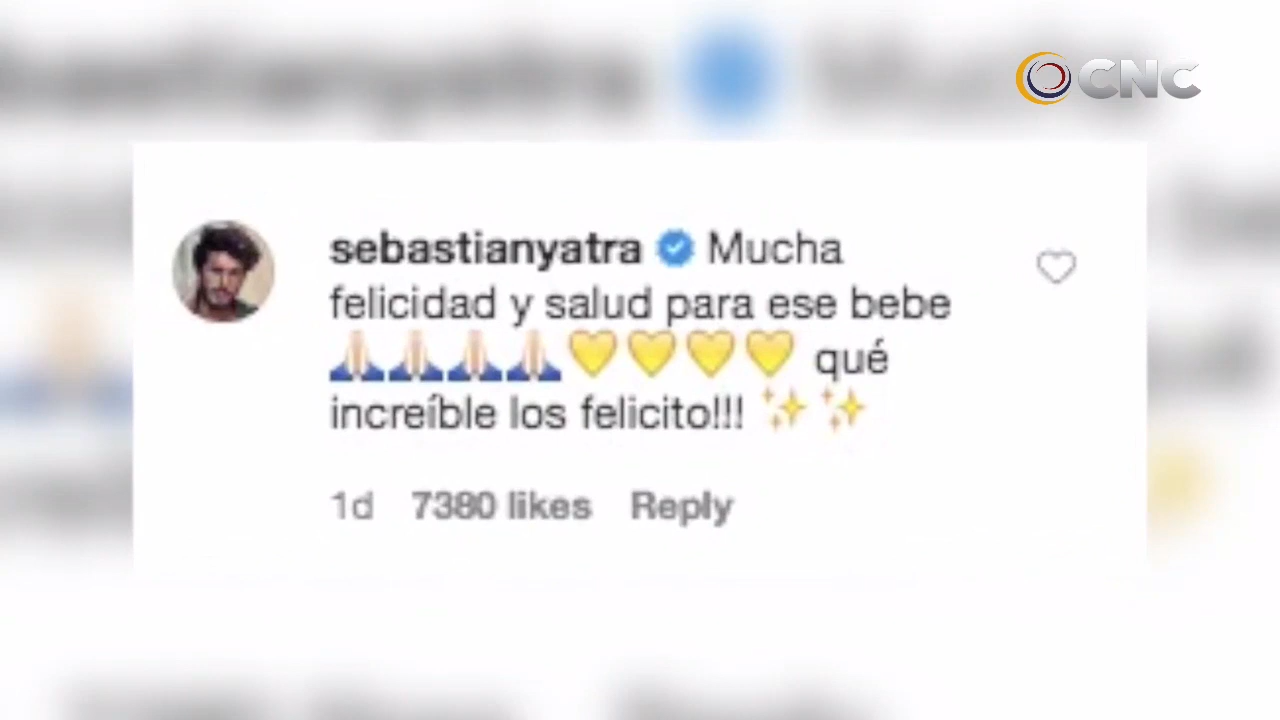 CNC
sebastianyatra Mucha
felicidad y salud para ese bebe
🙏🏻🙏🏻🙏🏻🙏🏻💛💛💛💛 qué
increíble los felicito!!! ✨✨
1d 7380 likes Reply